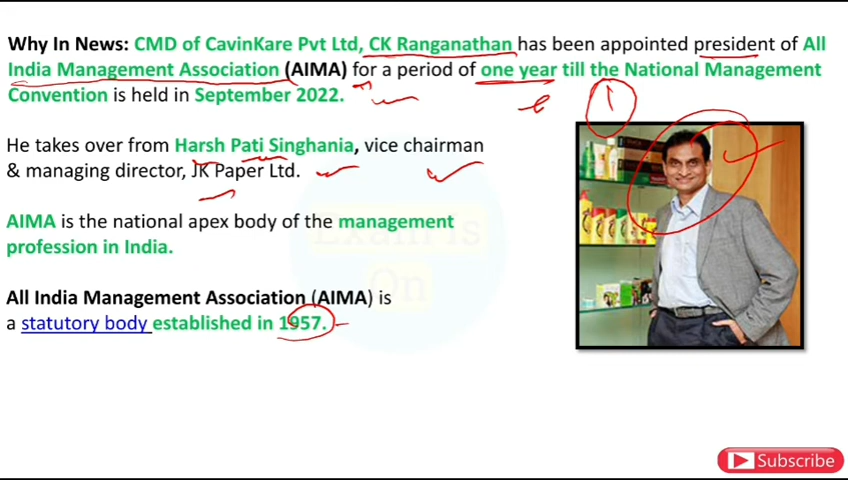 Why In News: CMD of CavinKare Pvt Ltd, CK Ranganathan has been appointed president of All
India Management Association (AIMA) for a period of one year till the National Management
Convention is held in September 2022.
He takes over from Harsh Pati Singhania, vice chairman
& managing director, JK Paper Ltd.
AIMA is the national apex body of the management
profession in India.
All India Management Association (AIMA) is
a statutory body established in 1957.
Exam is
On
Subscribe